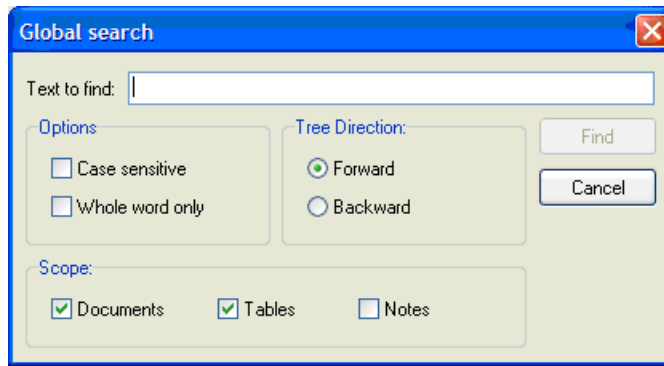 Global search
Text to find:
Options
Tree Direction:
Find
Case sensitive
Forward
Cancel
Whole word only
Backward
Scope:
Documents
Tables
Notes